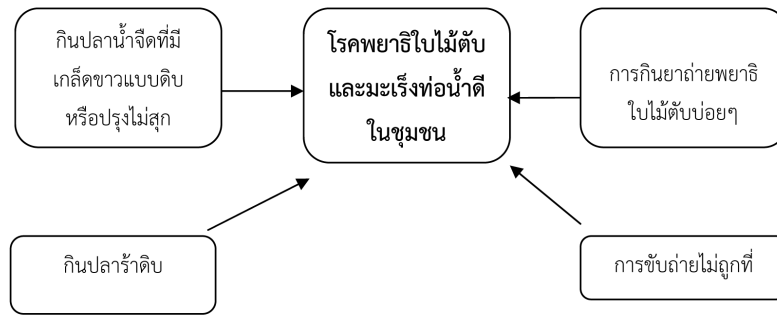 กินปลาน้ำจืดที่มี
เกล็ดขาวแบบดิบ
หรือปรุงไม่สุก
โรคพยาธิใบไม้ตับ
และมะเร็งท่อน้ำดี
ในชุมชน
การกินยาถ่ายพยาธิ
ใบไม้ตับบ่อยๆ
กินปลาร้าดิบ
การขับถ่ายไม่ถูกที่